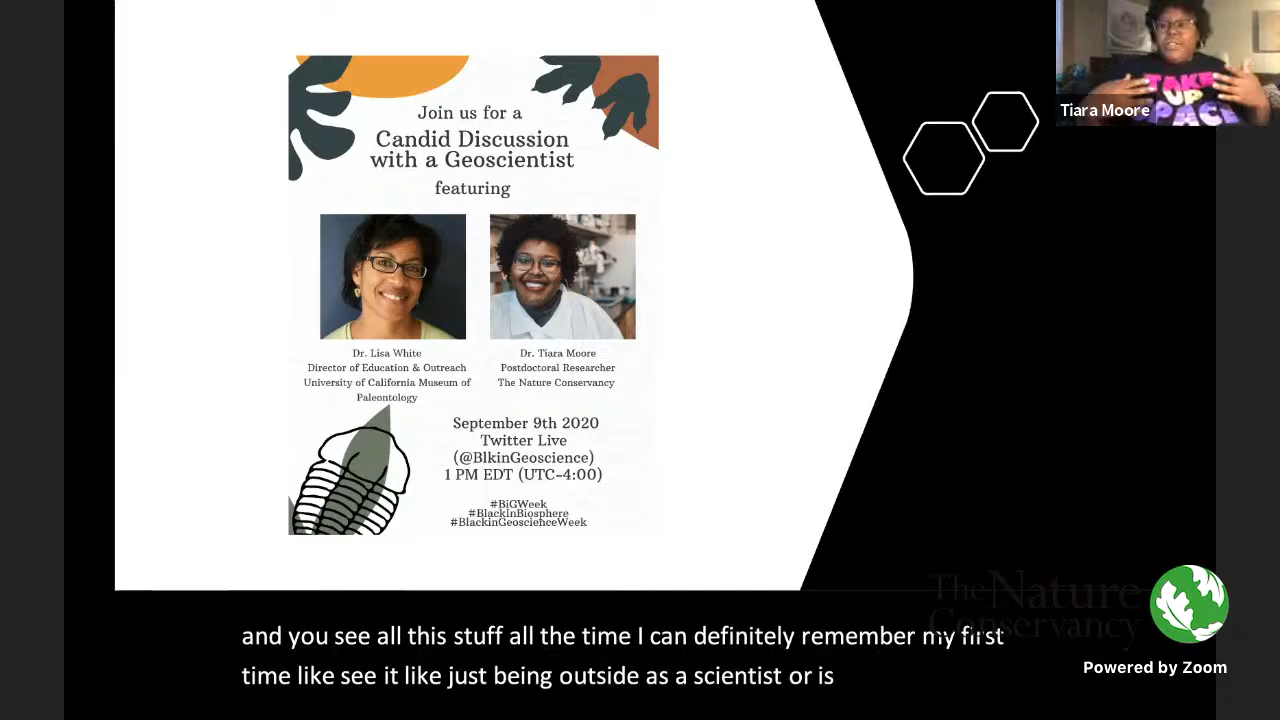 Join us for a
Candid Discussion
with a Geoscientist
featuring
Dr. Lisa White
Director of Education & Outreach
University of California Museum of
Paleontology
Dr. Tiara Moore
Postdoctoral Researcher
The Nature Conservancy
September 9th 2020
Twitter Live
(@BlkinGeoscience)
1 PM EDT (UTC-4:00)
#BiGWeek
#BlackInBiosphere
#BlackinGeoscienceWeek
TAKE
UP
SPACE
Tiara Moore
The Nature
Conservancy
Powered by Zoom
and you see all this stuff all the time I can definitely remember my first
time like see it like just being outside as a scientist or is